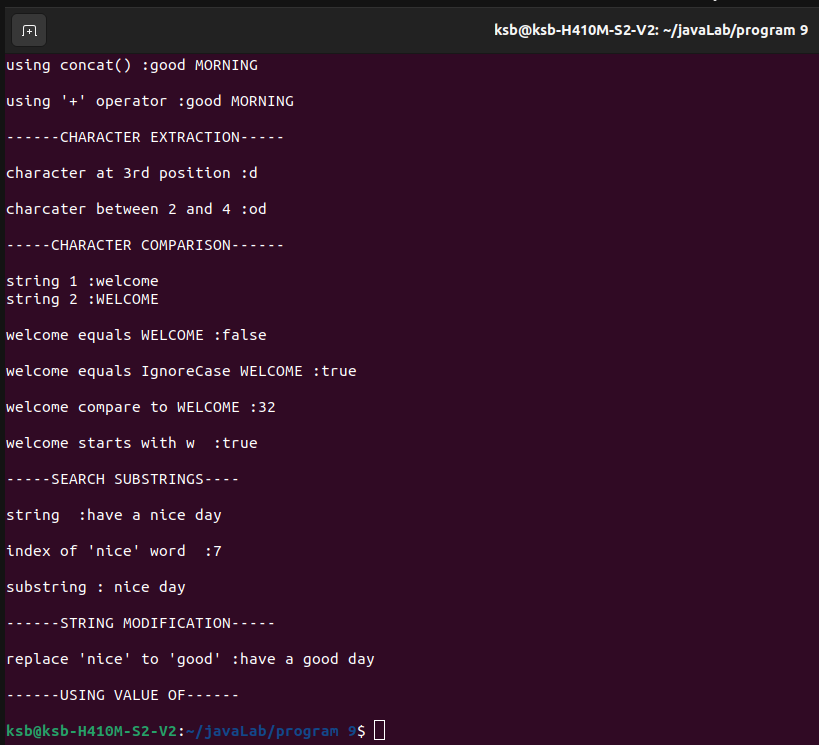 ksb@ksb-H410M-S2-V2: ~/javaLab/program 9
using concat() :good MORNING
using '+' operator :good MORNING
------CHARACTER EXTRACTION-----
character at 3rd position :d
charcater between 2 and 4 :od
-----CHARACTER COMPARISON------
string 1 :welcome
string 2 :WELCOME
welcome equals WELCOME :false
welcome equals IgnoreCase WELCOME :true
welcome compare to WELCOME :32
welcome starts with w  :true
-----SEARCH SUBSTRINGS----
string  :have a nice day
index of 'nice' word  :7
substring : nice day
------STRING MODIFICATION-----
replace 'nice' to 'good' :have a good day
------USING VALUE OF------
ksb@ksb-H410M-S2-V2:~/javaLab/program 9$